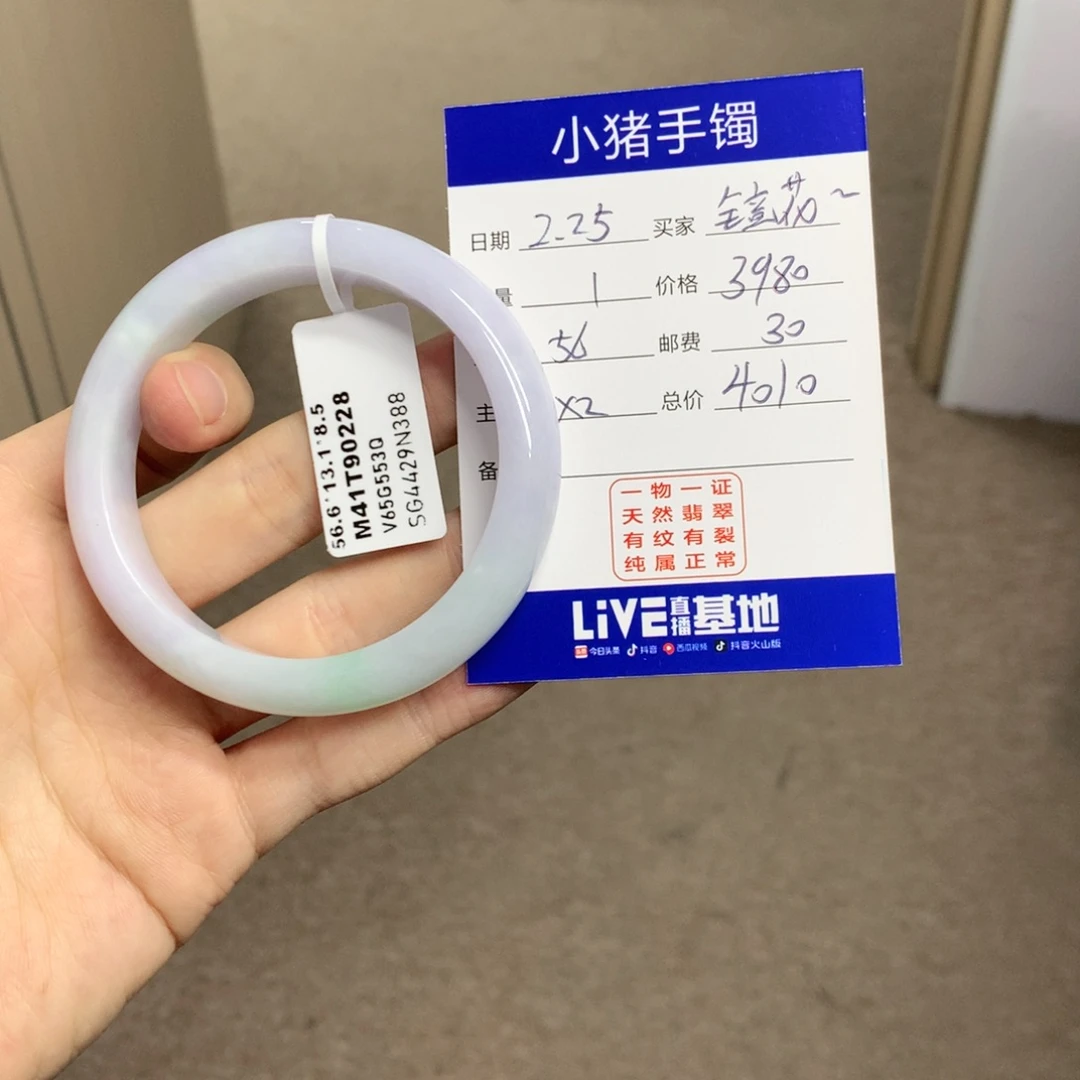 小猪手镯
日期 2.25 买家
量 1 价格 3980
56 邮费 30
主 X2 总价 4010
备
一物一证
天然翡翠
有纹有裂
纯属正常
LiVE直播基地
今日头条 抖音 西瓜视频 抖音火山版
56.6*13.1*8.5
M41T90228
V65G553Q
SG4429N388